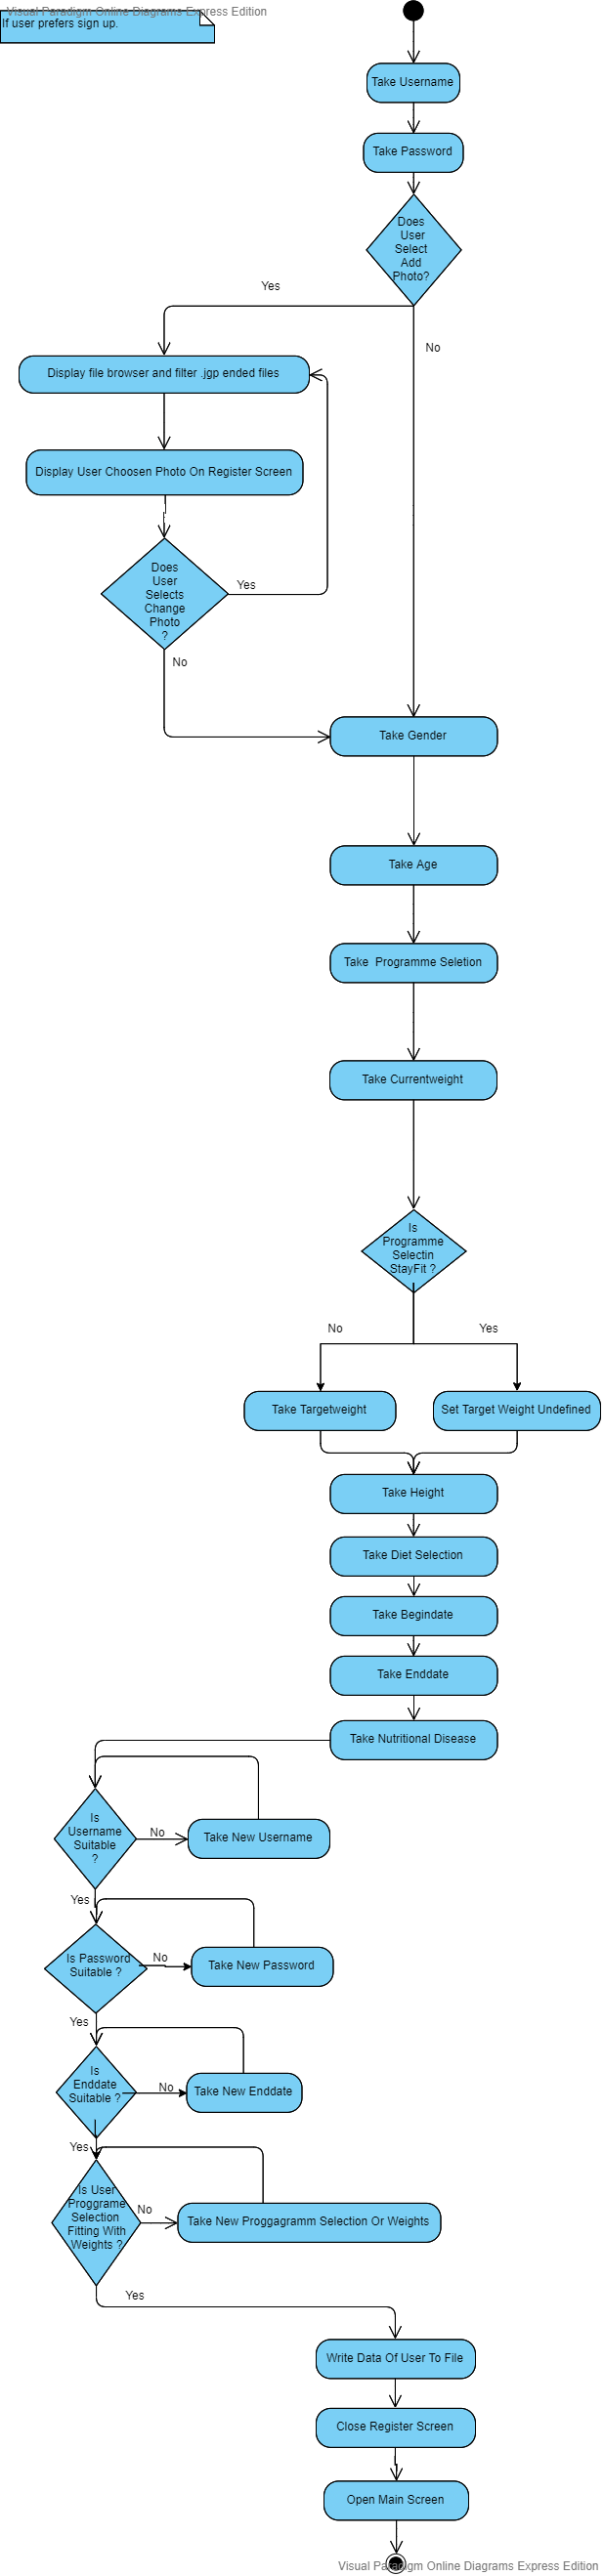 Visual Paradigm Online Diagrams Express Edition
If user prefers sign up.
Take Username
Take Password
Does
User
Select
Add
Photo?
Yes
No
Display file browser and filter .jgp ended files
Display User Choosen Photo On Register Screen
Does
User
Selects
Change
Photo
?
Yes
No
Take Gender
Take Age
Take Programme Seletion
Take Currentweight
Is
Programme
Selectin
StayFit ?
No
Yes
Take Targetweight
Set Target Weight Undefined
Take Height
Take Diet Selection
Take Begindate
Take Enddate
Take Nutritional Disease
Is
Username
Suitable
?
No
Take New Username
Yes
Is Password
Suitable ?
No
Take New Password
Yes
Is
Enddate
Suitable ?
No
Take New Enddate
Yes
Is User
Proggrame
Selection
Fitting With
Weights ?
No
Take New Proggagramm Selection Or Weights
Yes
Write Data Of User To File
Close Register Screen
Open Main Screen
Visual Paradigm Online Diagrams Express Edition